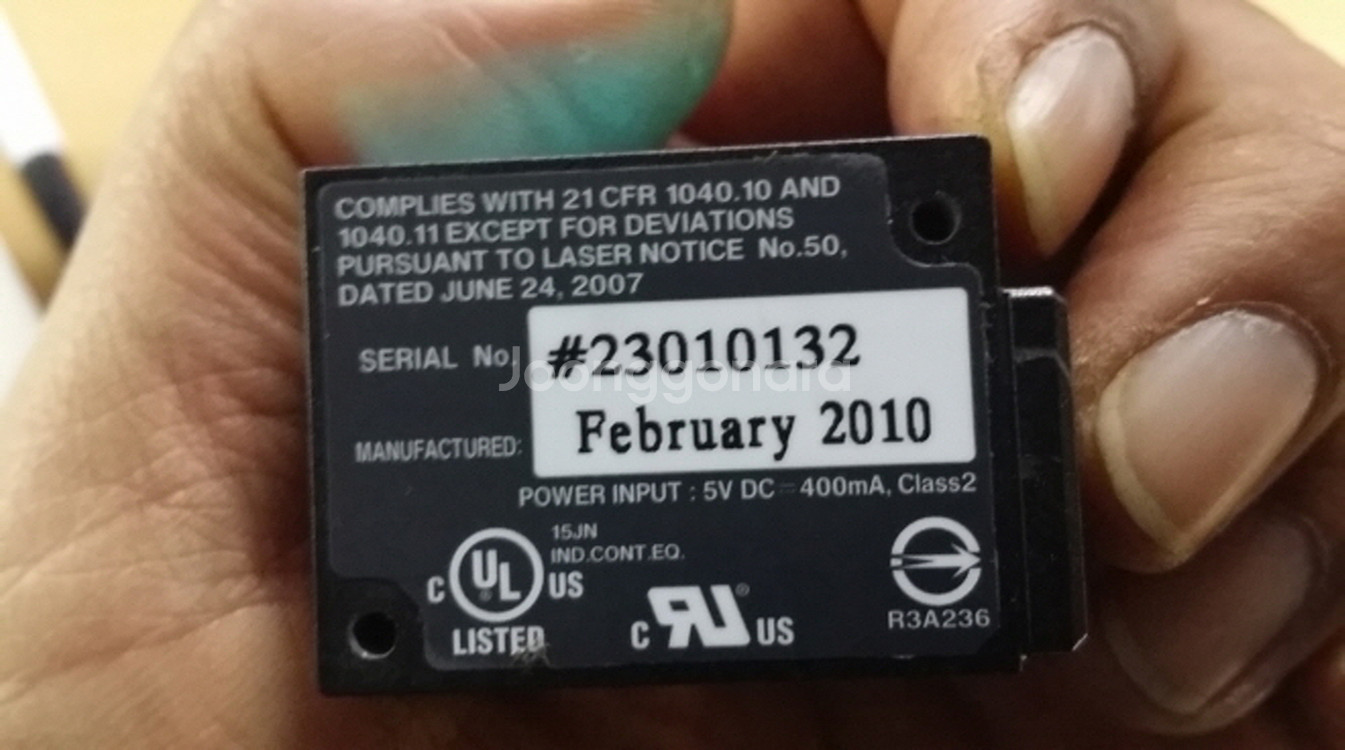 COMPLIES WITH 21 CFR 1040.10 AND
1040.11 EXCEPT FOR DEVIATIONS
PURSUANT TO LASER NOTICE No.50,
DATED JUNE 24, 2007
SERIAL No. #23010132
Joonggonara
MANUFACTURED: February 2010
POWER INPUT : 5V DC ⎓ 400mA, Class2
15JN
IND.CONT.EQ.
C UL US
LISTED
C RU ® US
R3A236